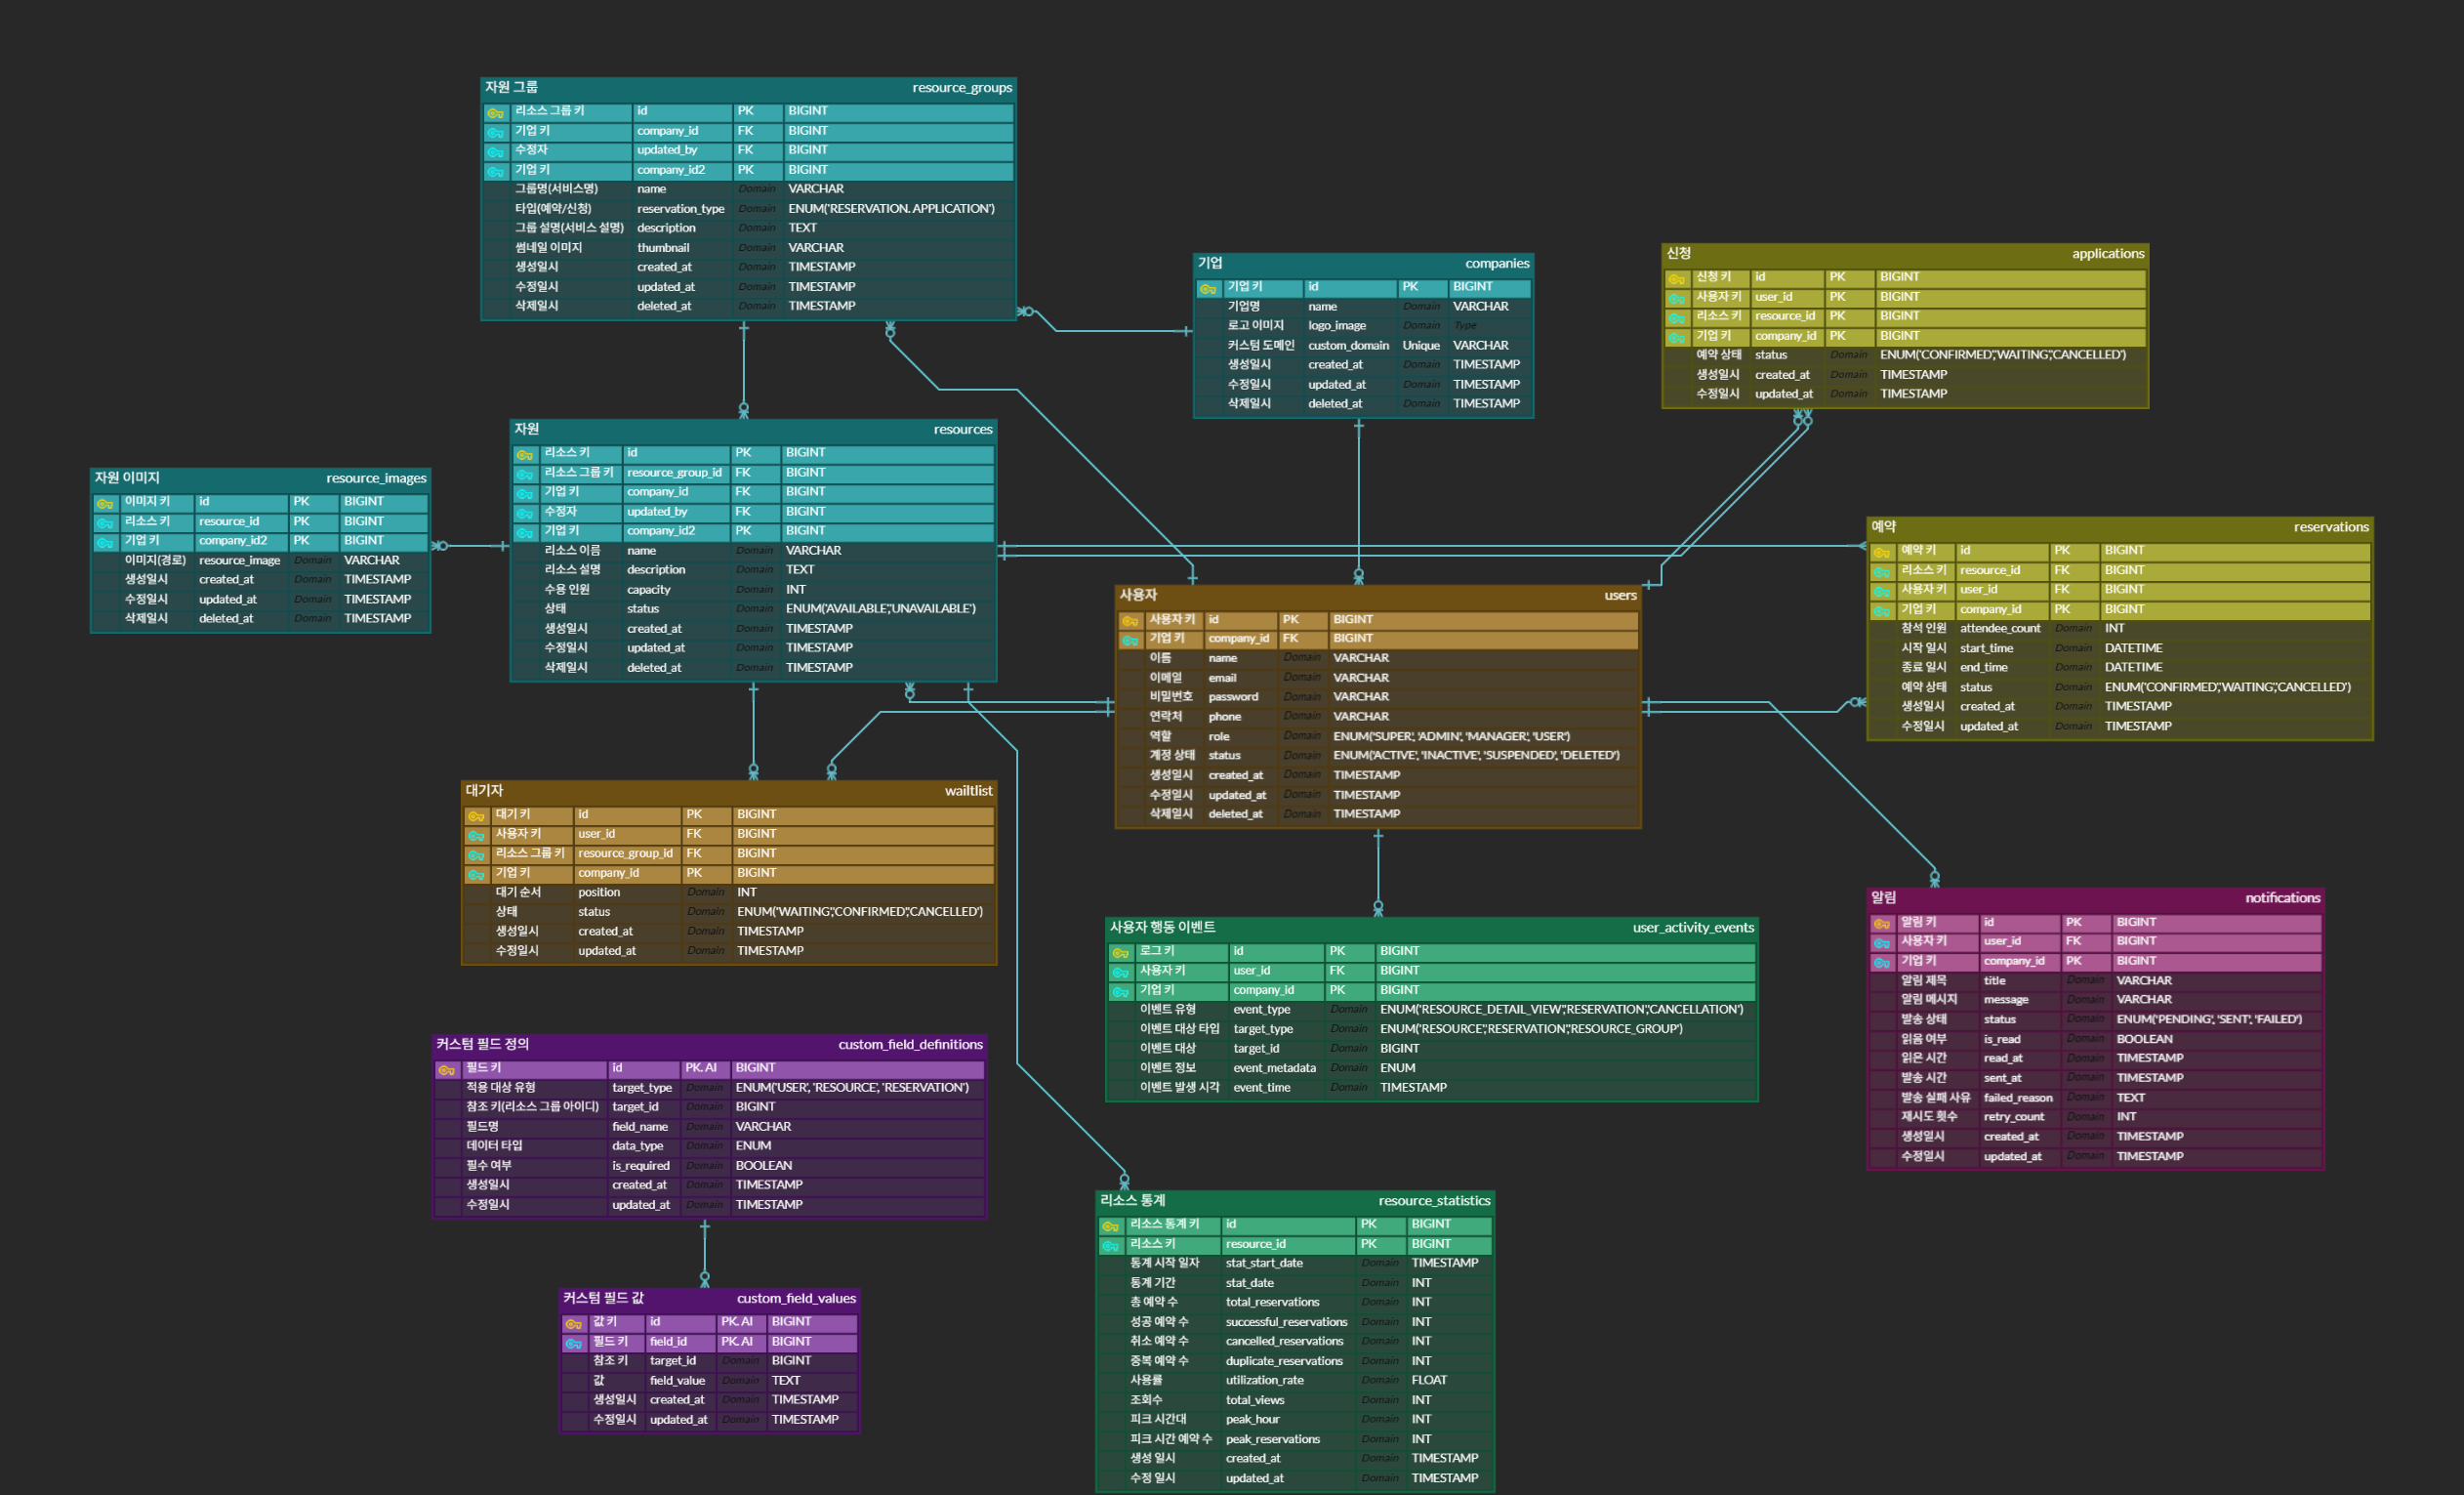 자원 그룹 resource_groups
리소스 그룹 키 id PK BIGINT
기업 키 company_id FK BIGINT
수정자 updated_by FK BIGINT
기업 키 company_id2 PK BIGINT
그룹명(서비스명) name Domain VARCHAR
타입(예약/신청) reservation_type Domain ENUM('RESERVATION. APPLICATION')
그룹 설명(서비스 설명) description Domain TEXT
썸네일 이미지 thumbnail Domain VARCHAR
생성일시 created_at Domain TIMESTAMP
수정일시 updated_at Domain TIMESTAMP
삭제일시 deleted_at Domain TIMESTAMP
기업 companies
기업 키 id PK BIGINT
기업명 name Domain VARCHAR
로고 이미지 logo_image Domain Type
커스텀 도메인 custom_domain Unique VARCHAR
생성일시 created_at Domain TIMESTAMP
수정일시 updated_at Domain TIMESTAMP
삭제일시 deleted_at Domain TIMESTAMP
신청 applications
신청 키 id PK BIGINT
사용자 키 user_id PK BIGINT
리소스 키 resource_id PK BIGINT
기업 키 company_id PK BIGINT
예약 상태 status Domain ENUM('CONFIRMED','WAITING','CANCELLED')
생성일시 created_at Domain TIMESTAMP
수정일시 updated_at Domain TIMESTAMP
자원 이미지 resource_images
이미지 키 id PK BIGINT
리소스 키 resource_id PK BIGINT
기업 키 company_id2 PK BIGINT
이미지(경로) resource_image Domain VARCHAR
생성일시 created_at Domain TIMESTAMP
수정일시 updated_at Domain TIMESTAMP
삭제일시 deleted_at Domain TIMESTAMP
자원 resources
리소스 키 id PK BIGINT
리소스 그룹 키 resource_group_id FK BIGINT
기업 키 company_id FK BIGINT
수정자 updated_by FK BIGINT
기업 키 company_id2 PK BIGINT
리소스 이름 name Domain VARCHAR
리소스 설명 description Domain TEXT
수용 인원 capacity Domain INT
상태 status Domain ENUM('AVAILABLE','UNAVAILABLE')
생성일시 created_at Domain TIMESTAMP
수정일시 updated_at Domain TIMESTAMP
삭제일시 deleted_at Domain TIMESTAMP
예약 reservations
예약 키 id PK BIGINT
리소스 키 resource_id FK BIGINT
사용자 키 user_id FK BIGINT
기업 키 company_id PK BIGINT
참석 인원 attendee_count Domain INT
시작 일시 start_time Domain DATETIME
종료 일시 end_time Domain DATETIME
예약 상태 status Domain ENUM('CONFIRMED','WAITING','CANCELLED')
생성일시 created_at Domain TIMESTAMP
수정일시 updated_at Domain TIMESTAMP
사용자 users
사용자 키 id PK BIGINT
기업 키 company_id FK BIGINT
이름 name Domain VARCHAR
이메일 email Domain VARCHAR
비밀번호 password Domain VARCHAR
연락처 phone Domain VARCHAR
역할 role Domain ENUM('SUPER', 'ADMIN', 'MANAGER', 'USER')
계정 상태 status Domain ENUM('ACTIVE', 'INACTIVE', 'SUSPENDED', 'DELETED')
생성일시 created_at Domain TIMESTAMP
수정일시 updated_at Domain TIMESTAMP
삭제일시 deleted_at Domain TIMESTAMP
대기자 wailtlist
대기 키 id PK BIGINT
사용자 키 user_id FK BIGINT
리소스 그룹 키 resource_group_id FK BIGINT
기업 키 company_id PK BIGINT
대기 순서 position Domain INT
상태 status Domain ENUM('WAITING','CONFIRMED','CANCELLED')
생성일시 created_at Domain TIMESTAMP
수정일시 updated_at Domain TIMESTAMP
알림 notifications
알림 키 id PK BIGINT
사용자 키 user_id FK BIGINT
기업 키 company_id PK BIGINT
알림 제목 title Domain VARCHAR
알림 메시지 message Domain VARCHAR
발송 상태 status Domain ENUM('PENDING', 'SENT', 'FAILED')
읽음 여부 is_read Domain BOOLEAN
읽은 시간 read_at Domain TIMESTAMP
발송 시간 sent_at Domain TIMESTAMP
발송 실패 사유 failed_reason Domain TEXT
재시도 횟수 retry_count Domain INT
생성일시 created_at Domain TIMESTAMP
수정일시 updated_at Domain TIMESTAMP
사용자 행동 이벤트 user_activity_events
로그 키 id PK BIGINT
사용자 키 user_id FK BIGINT
기업 키 company_id PK BIGINT
이벤트 유형 event_type Domain ENUM('RESOURCE_DETAIL_VIEW','RESERVATION','CANCELLATION')
이벤트 대상 타입 target_type Domain ENUM('RESOURCE','RESERVATION','RESOURCE_GROUP')
이벤트 대상 target_id Domain BIGINT
이벤트 정보 event_metadata Domain ENUM
이벤트 발생 시각 event_time Domain TIMESTAMP
커스텀 필드 정의 custom_field_definitions
필드 키 id PK. AI BIGINT
적용 대상 유형 target_type Domain ENUM('USER', 'RESOURCE', 'RESERVATION')
참조 키(리소스 그룹 아이디) target_id Domain BIGINT
필드명 field_name Domain VARCHAR
데이터 타입 data_type Domain ENUM
필수 여부 is_required Domain BOOLEAN
생성일시 created_at Domain TIMESTAMP
수정일시 updated_at Domain TIMESTAMP
리소스 통계 resource_statistics
리소스 통계 키 id PK BIGINT
리소스 키 resource_id PK BIGINT
통계 시작 일자 stat_start_date Domain TIMESTAMP
통계 기간 stat_date Domain INT
총 예약 수 total_reservations Domain INT
성공 예약 수 successful_reservations Domain INT
취소 예약 수 cancelled_reservations Domain INT
중복 예약 수 duplicate_reservations Domain INT
사용률 utilization_rate Domain FLOAT
조회수 total_views Domain INT
피크 시간대 peak_hour Domain INT
피크 시간 예약 수 peak_reservations Domain INT
생성 일시 created_at Domain TIMESTAMP
수정 일시 updated_at Domain TIMESTAMP
커스텀 필드 값 custom_field_values
값 키 id PK. AI BIGINT
필드 키 field_id PK. AI BIGINT
참조 키 target_id Domain BIGINT
값 field_value Domain TEXT
생성일시 created_at Domain TIMESTAMP
수정일시 updated_at Domain TIMESTAMP